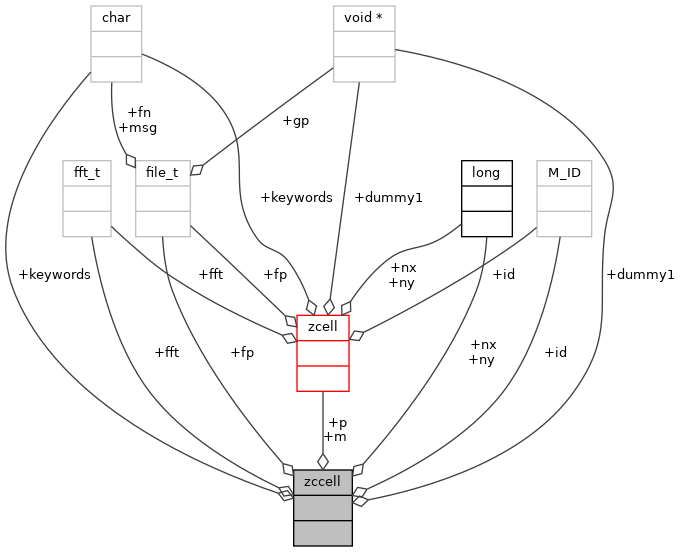 char
void *
+fn
+msg
+gp
fft_t
file_t
long
M_ID
+keywords
+dummy1
+keywords
+fft
+fp
+nx
+ny
+id
+dummy1
zcell
+fft
+fp
+nx
+ny
+id
+p
+m
zccell